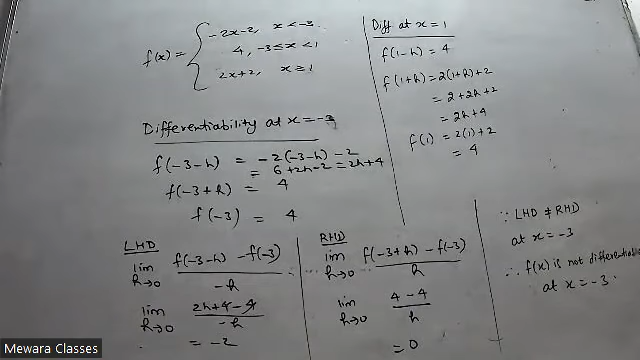 f(x) = { -2x-2, x < -3
4, -3≤x<1
2x+2, x≥1
Differentiability at x = -3
f(-3-h) = -2(-3-h)-2
= 6+2h-2 = 2h+4
f(-3+h) = 4
f(-3) = 4
LHD
lim h→0 f(-3-h) - f(-3) / -h
lim h→0 2h+4-4 / -h
= -2
RHD
lim h→0 f(-3+h) - f(-3) / h
lim h→0 4-4 / h
= 0
Diff at x = 1
f(1-h) = 4
f(1+h) = 2(1+h)+2
= 2+2h+2
= 2h+4
f(1) = 2(1)+2
= 4
∵ LHD ≠ RHD
at x = -3
∴ f(x) is not differentiable
at x = -3.
Mewara Classes